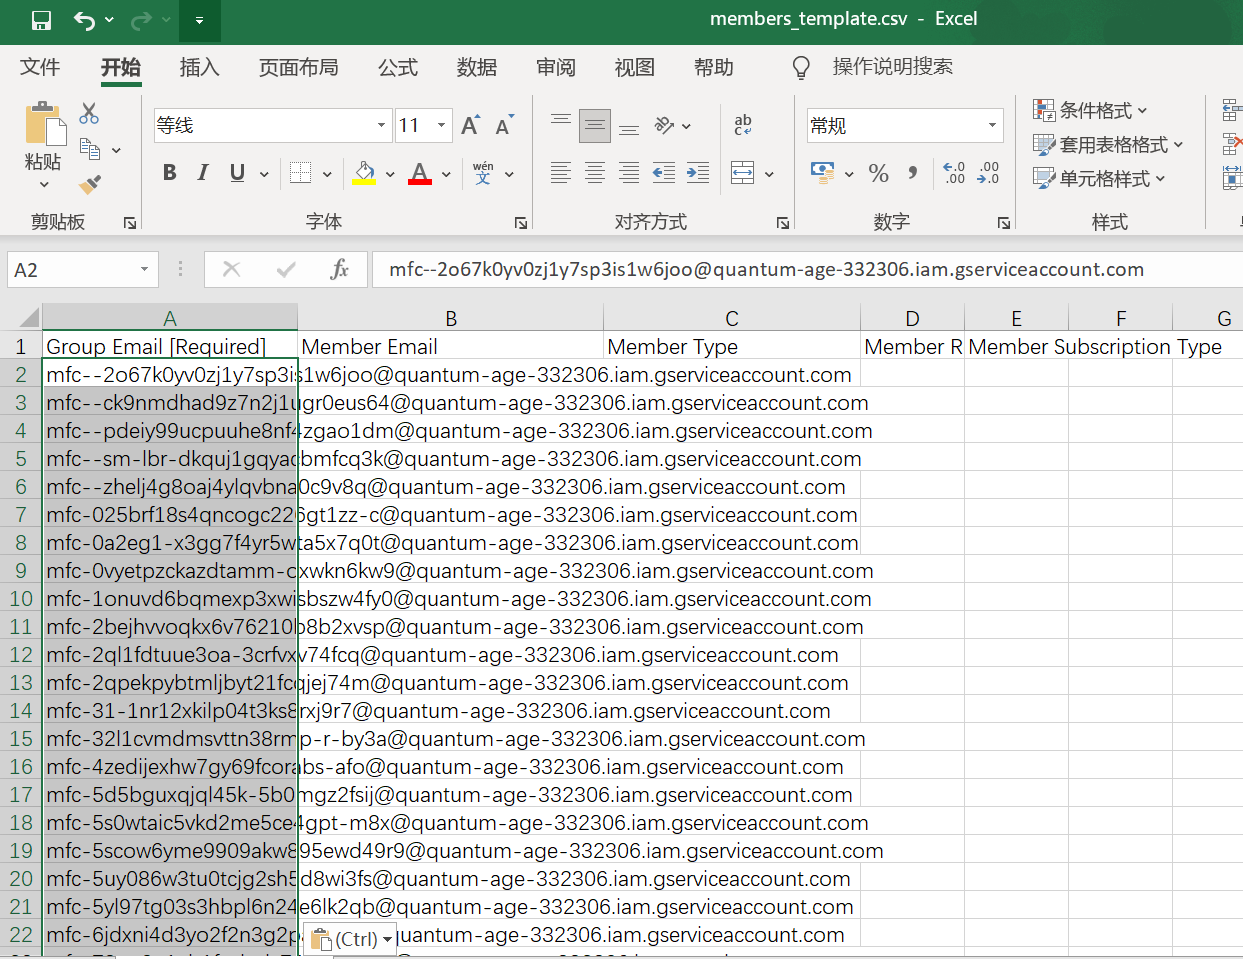 members_template.csv - Excel
文件 开始 插入 页面布局 公式 数据 审阅 视图 帮助 操作说明搜索
粘贴
剪贴板
等线 11
B I U A wén 文
字体
ab c
对齐方式
常规
% .00 .00
数字
条件格式
套用表格格式
单元格样式
样式
A2 fx mfc--2o67k0yv0zj1y7sp3is1w6joo@quantum-age-332306.iam.gserviceaccount.com
A B C D E F G
1 Group Email [Required] Member Email Member Type Member R Member Subscription Type
2 mfc--2o67k0yv0zj1y7sp3is1w6joo@quantum-age-332306.iam.gserviceaccount.com
3 mfc--ck9nmdhad9z7n2j1ugr0eus64@quantum-age-332306.iam.gserviceaccount.com
4 mfc--pdeiy99ucpuuhe8nf4zgao1dm@quantum-age-332306.iam.gserviceaccount.com
5 mfc--sm-lbr-dkquj1gqyacbmfcq3k@quantum-age-332306.iam.gserviceaccount.com
6 mfc--zhelj4g8oaj4ylqvbna0c9v8q@quantum-age-332306.iam.gserviceaccount.com
7 mfc-025brf18s4qncogc226gt1zz-c@quantum-age-332306.iam.gserviceaccount.com
8 mfc-0a2eg1-x3gg7f4yr5wta5x7q0t@quantum-age-332306.iam.gserviceaccount.com
9 mfc-0vyetpzckazdtamm-cxwkn6kw9@quantum-age-332306.iam.gserviceaccount.com
10 mfc-1onuvd6bqmexp3xwisbszw4fy0@quantum-age-332306.iam.gserviceaccount.com
11 mfc-2bejhvvoqkx6v76210b8b2xvsp@quantum-age-332306.iam.gserviceaccount.com
12 mfc-2ql1fdtuue3oa-3crfvxv74fcq@quantum-age-332306.iam.gserviceaccount.com
13 mfc-2qpekpybtmljbyt21fcqjej74m@quantum-age-332306.iam.gserviceaccount.com
14 mfc-31-1nr12xkilp04t3ks8rxj9r7@quantum-age-332306.iam.gserviceaccount.com
15 mfc-32l1cvmdmsvttn38rmp-r-by3a@quantum-age-332306.iam.gserviceaccount.com
16 mfc-4zedijexhw7gy69fcorabs-afo@quantum-age-332306.iam.gserviceaccount.com
17 mfc-5d5bguxqjql45k-5b0mgz2fsij@quantum-age-332306.iam.gserviceaccount.com
18 mfc-5s0wtaic5vkd2me5ce4gpt-m8x@quantum-age-332306.iam.gserviceaccount.com
19 mfc-5scow6yme9909akw895ewd49r9@quantum-age-332306.iam.gserviceaccount.com
20 mfc-5uy086w3tu0tcjg2sh5d8wi3fs@quantum-age-332306.iam.gserviceaccount.com
21 mfc-5yl97tg03s3hbpl6n24e6lk2qb@quantum-age-332306.iam.gserviceaccount.com
22 mfc-6jdxni4d3yo2f2n3g2p (Ctrl) quantum-age-332306.iam.gserviceaccount.com